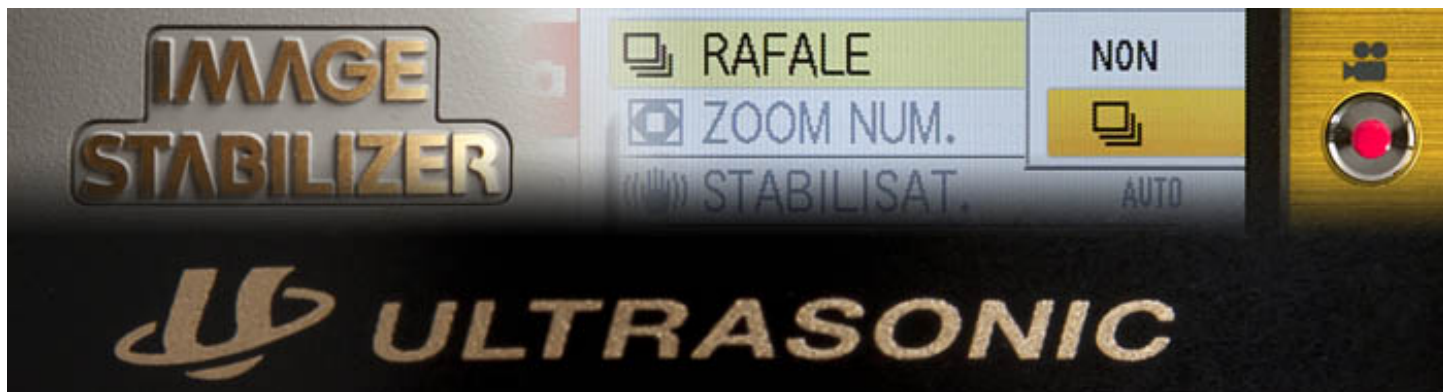 IMAGE
STABILIZER
RAFALE
NON
ZOOM NUM.
STABILISAT.
AUTO
ULTRASONIC